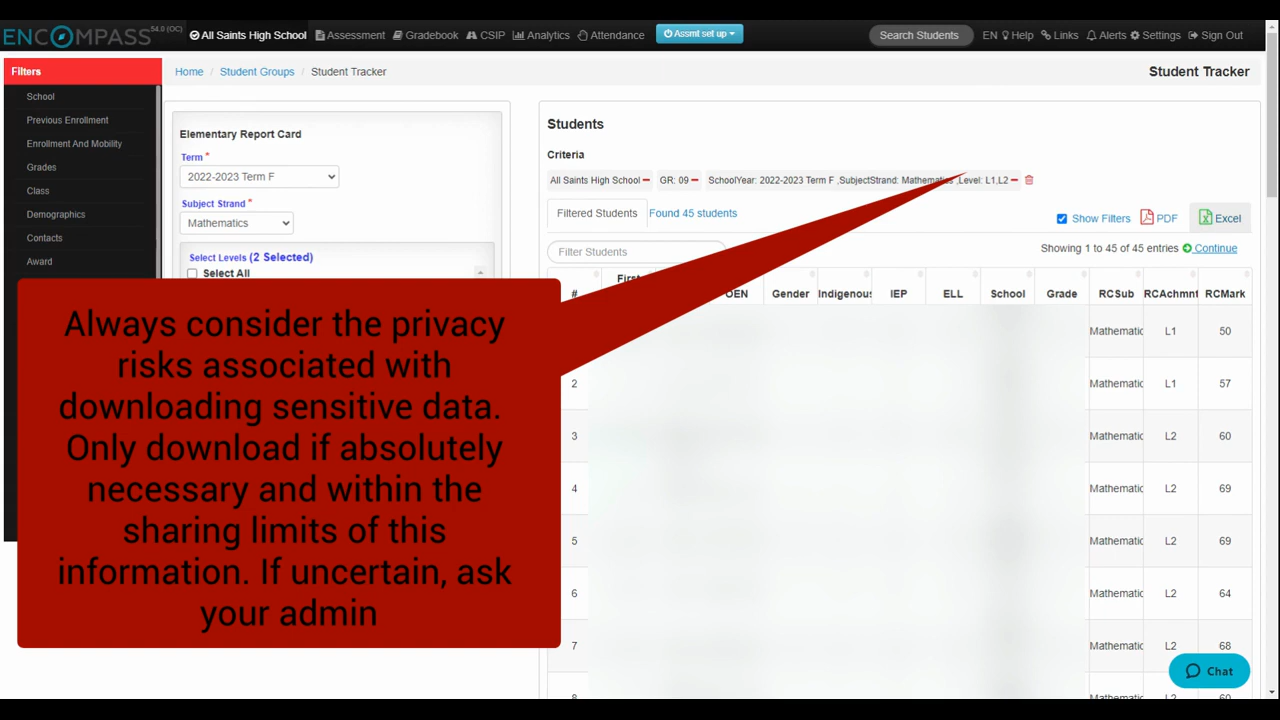 ENCOMPASS 54.0 (OC) All Saints High School Assessment Gradebook CSIP Analytics Attendance Assmt set up Search Students EN Help Links Alerts Settings Sign Out
Filters
School
Previous Enrollment
Enrollment And Mobility
Grades
Class
Demographics
Contacts
Award
Home / Student Groups / Student Tracker
Student Tracker
Elementary Report Card
Term *
2022-2023 Term F
Subject Strand *
Mathematics
Select Levels (2 Selected)
Select All
Students
Criteria
All Saints High School GR: 09 SchoolYear: 2022-2023 Term F ,SubjectStrand: Mathematics ,Level: L1,L2
Filtered Students Found 45 students
Show Filters PDF Excel
Filter Students
Showing 1 to 45 of 45 entries Continue
# Gender Indigenous IEP ELL School Grade RCSub RCAchmnt RCMark
Mathematic L1 50
2 Mathematic L1 57
3 Mathematic L2 60
4 Mathematic L2 69
5 Mathematic L2 69
6 Mathematic L2 64
7 Mathematic L2 68
Always consider the privacy
risks associated with
downloading sensitive data.
Only download if absolutely
necessary and within the
sharing limits of this
information. If uncertain, ask
your admin
Chat